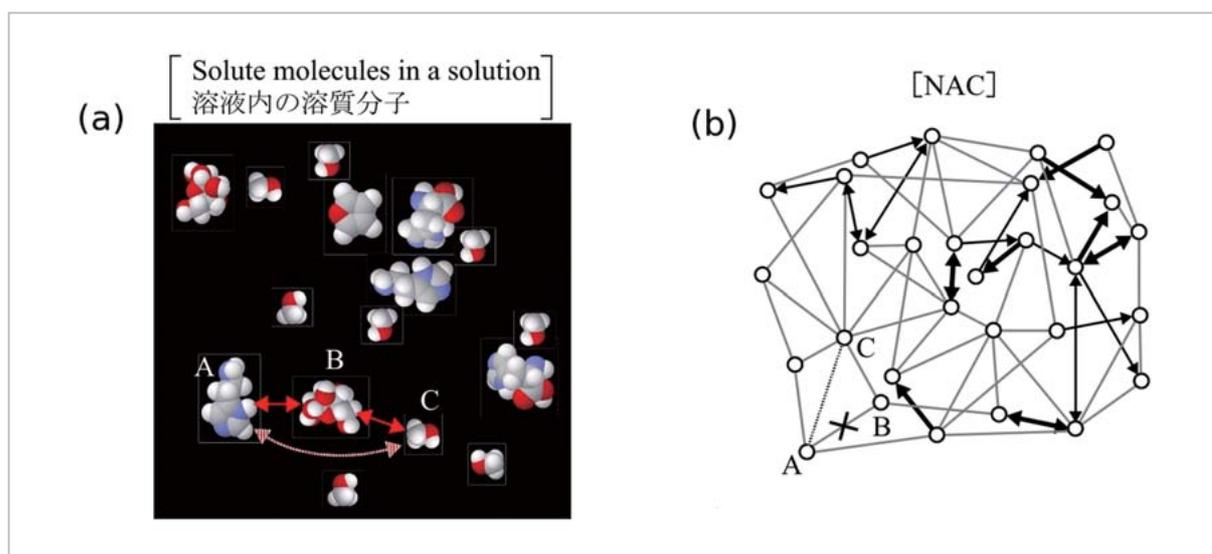 Solute molecules in a solution
溶液内の溶質分子
(a)
A
B
C
[NAC]
(b)
C
B
A